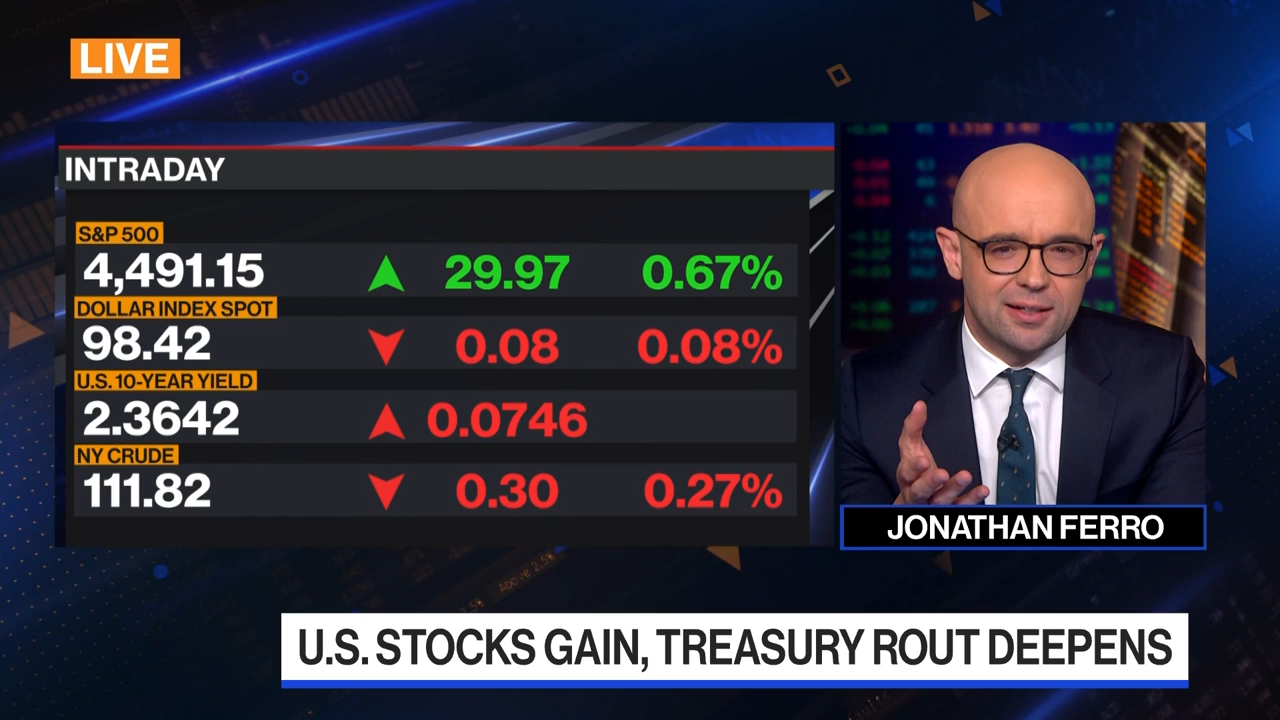 LIVE
INTRADAY
S&P 500
4,491.15 ▲ 29.97 0.67%
DOLLAR INDEX SPOT
98.42 ▼ 0.08 0.08%
U.S. 10-YEAR YIELD
2.3642 ▲ 0.0746
NY CRUDE
111.82 ▼ 0.30 0.27%
JONATHAN FERRO
U.S. STOCKS GAIN, TREASURY ROUT DEEPENS